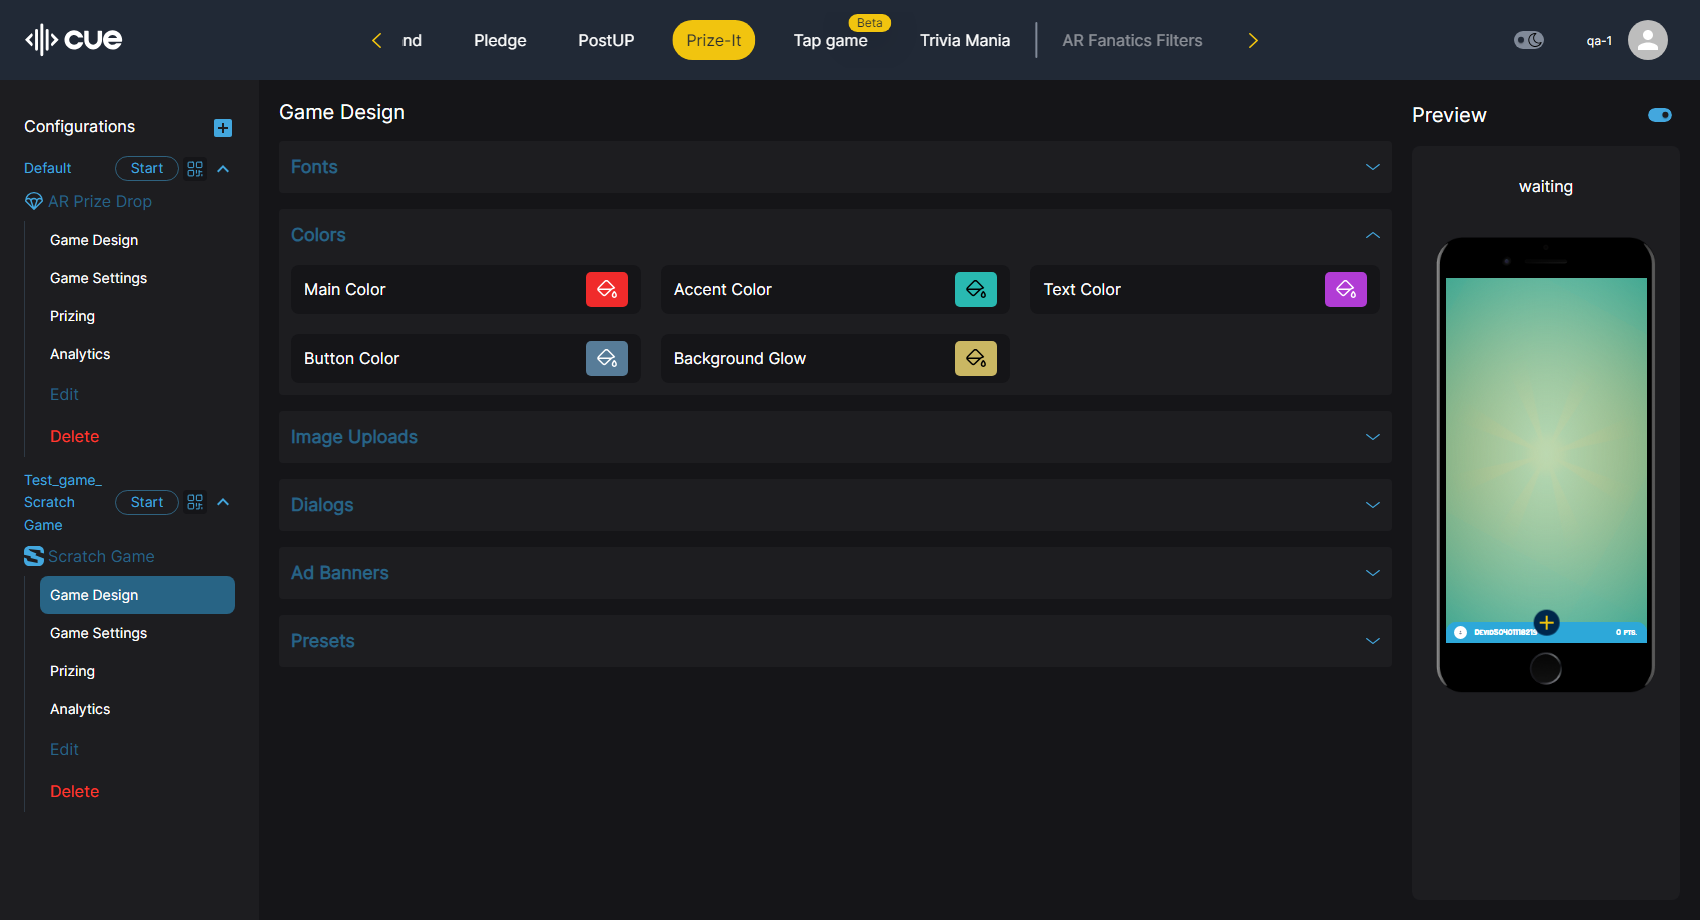 cue
nd
Pledge
PostUP
Prize-It
Tap game
Beta
Trivia Mania
AR Fanatics Filters
qa-1
Configurations
Default
Start
AR Prize Drop
Game Design
Game Settings
Prizing
Analytics
Edit
Delete
Test_game_
Scratch
Game
Start
Scratch Game
Game Design
Game Settings
Prizing
Analytics
Edit
Delete
Game Design
Fonts
Colors
Main Color
Accent Color
Text Color
Button Color
Background Glow
Image Uploads
Dialogs
Ad Banners
Presets
Preview
waiting
0 PTS.